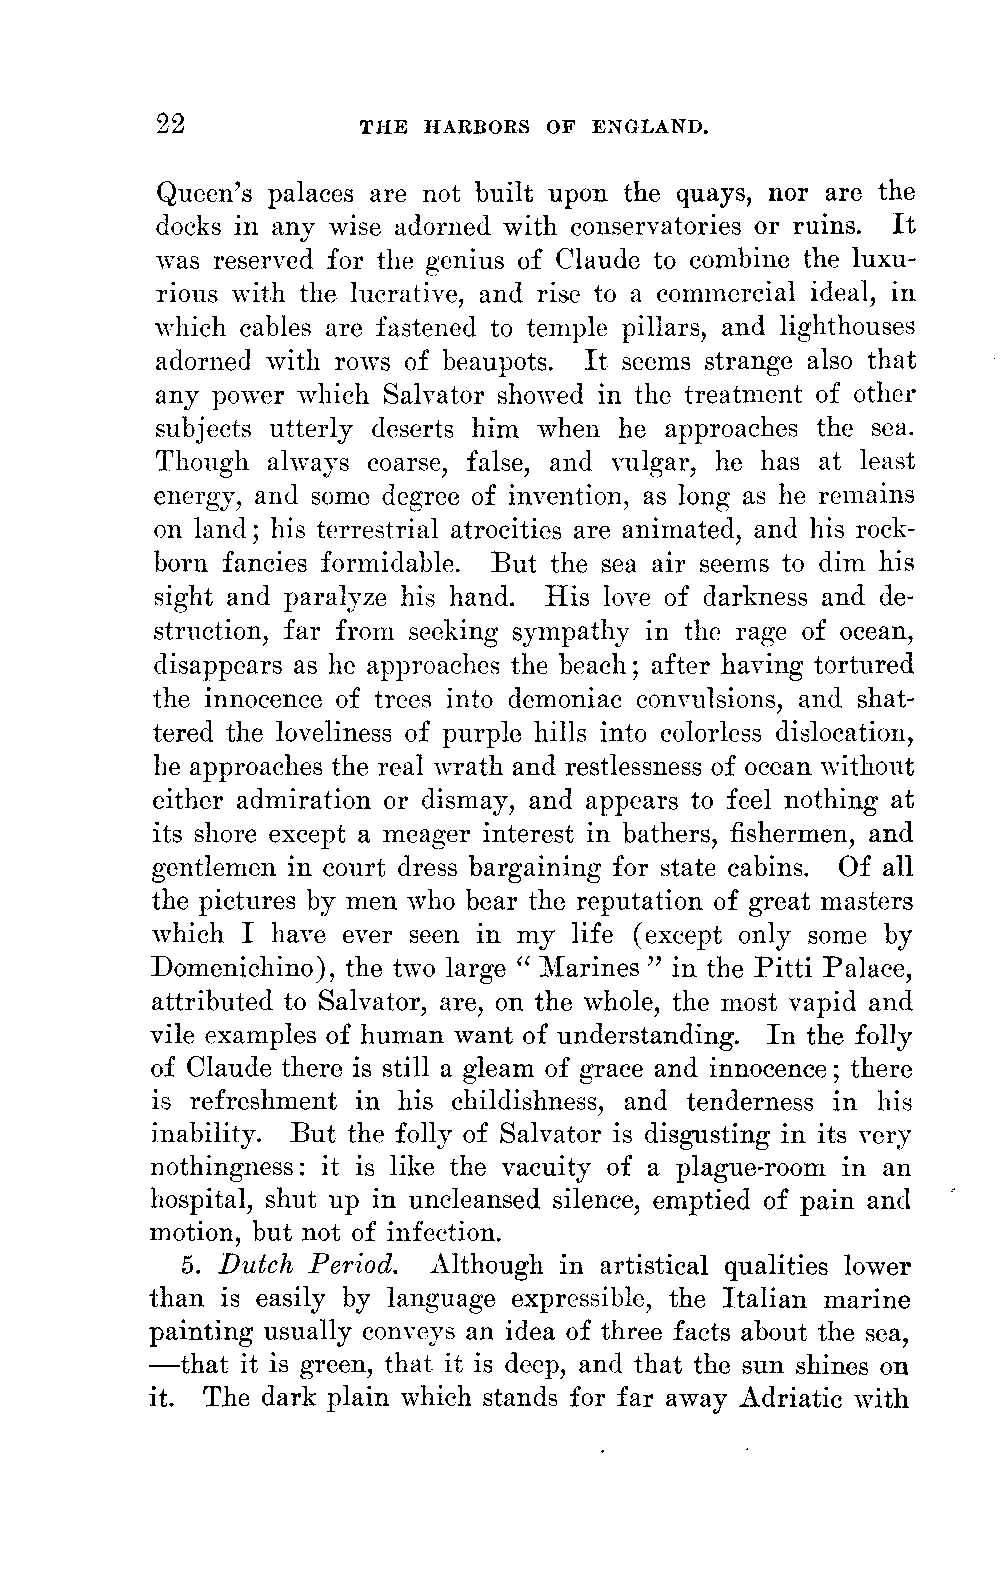 22 THE HARBORS OF ENGLAND.
Queen's palaces are not built upon the quays, nor are the
docks in any wise adorned with conservatories or ruins. It
was reserved for the genius of Claude to combine the luxu-
rious with the lucrative, and rise to a commercial ideal, in
which cables are fastened to temple pillars, and lighthouses
adorned with rows of beaupots. It seems strange also that
any power which Salvator showed in the treatment of other
subjects utterly deserts him when he approaches the sea.
Though always coarse, false, and vulgar, he has at least
energy, and some degree of invention, as long as he remains
on land; his terrestrial atrocities are animated, and his rock-
born fancies formidable. But the sea air seems to dim his
sight and paralyze his hand. His love of darkness and de-
struction, far from seeking sympathy in the rage of ocean,
disappears as he approaches the beach; after having tortured
the innocence of trees into demoniac convulsions, and shat-
tered the loveliness of purple hills into colorless dislocation,
he approaches the real wrath and restlessness of ocean without
either admiration or dismay, and appears to feel nothing at
its shore except a meager interest in bathers, fishermen, and
gentlemen in court dress bargaining for state cabins. Of all
the pictures by men who bear the reputation of great masters
which I have ever seen in my life (except only some by
Domenichino), the two large “ Marines ” in the Pitti Palace,
attributed to Salvator, are, on the whole, the most vapid and
vile examples of human want of understanding. In the folly
of Claude there is still a gleam of grace and innocence; there
is refreshment in his childishness, and tenderness in his
inability. But the folly of Salvator is disgusting in its very
nothingness: it is like the vacuity of a plague-room in an
hospital, shut up in uncleansed silence, emptied of pain and
motion, but not of infection.
5. Dutch Period. Although in artistical qualities lower
than is easily by language expressible, the Italian marine
painting usually conveys an idea of three facts about the sea,
—that it is green, that it is deep, and that the sun shines on
it. The dark plain which stands for far away Adriatic with